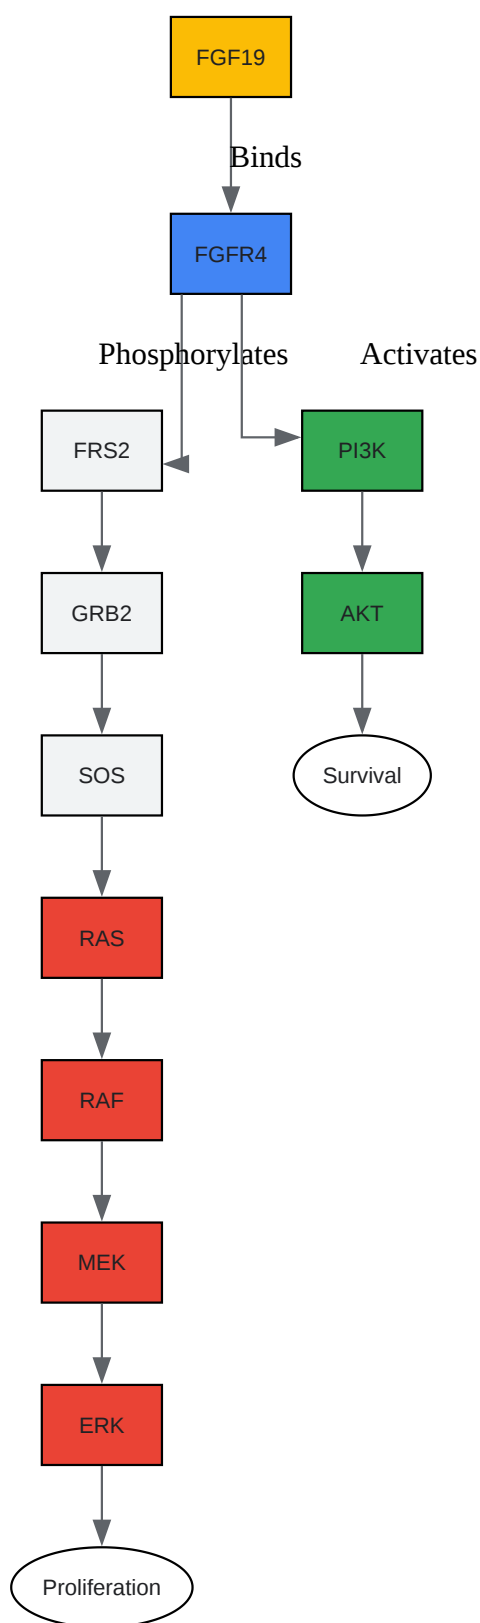 FGF19
Binds
FGFR4
Phosphorylates
Activates
FRS2
PI3K
GRB2
AKT
SOS
Survival
RAS
RAF
MEK
ERK
Proliferation